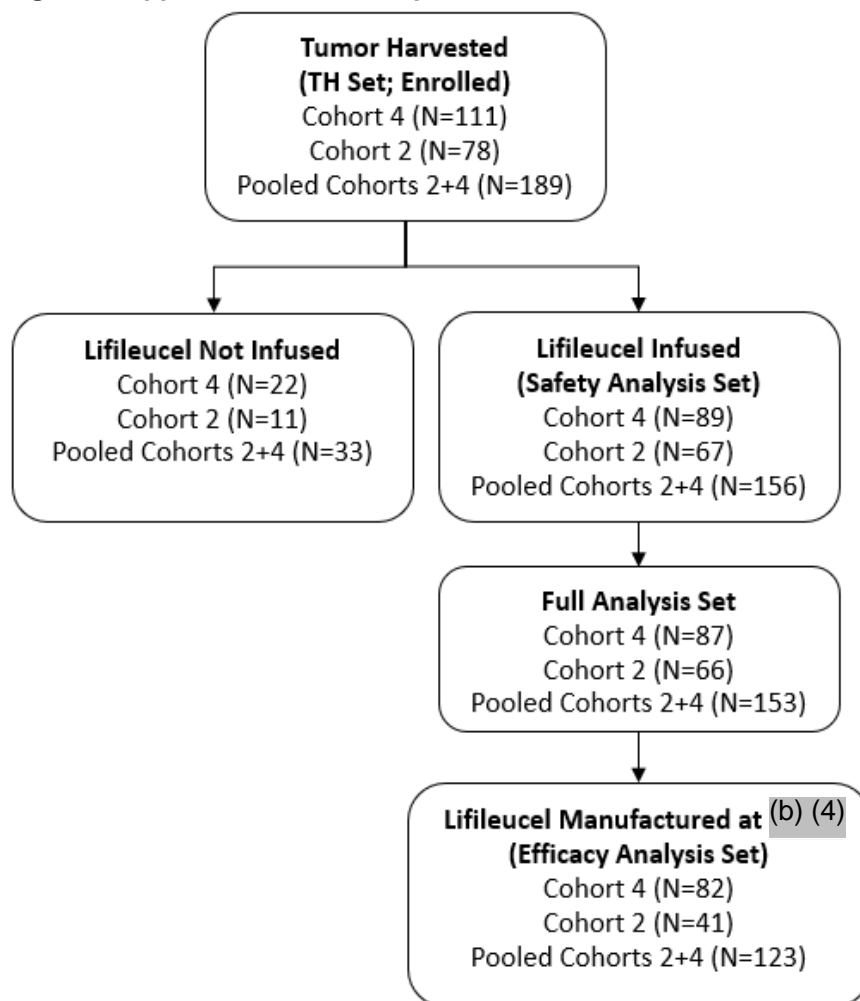 Tumor Harvested
(TH Set; Enrolled)
Cohort 4 (N=111)
Cohort 2 (N=78)
Pooled Cohorts 2+4 (N=189)
Lifileucel Not Infused
Cohort 4 (N=22)
Cohort 2 (N=11)
Pooled Cohorts 2+4 (N=33)
Lifileucel Infused
(Safety Analysis Set)
Cohort 4 (N=89)
Cohort 2 (N=67)
Pooled Cohorts 2+4 (N=156)
Full Analysis Set
Cohort 4 (N=87)
Cohort 2 (N=66)
Pooled Cohorts 2+4 (N=153)
Lifileucel Manufactured at (b) (4)
(Efficacy Analysis Set)
Cohort 4 (N=82)
Cohort 2 (N=41)
Pooled Cohorts 2+4 (N=123)